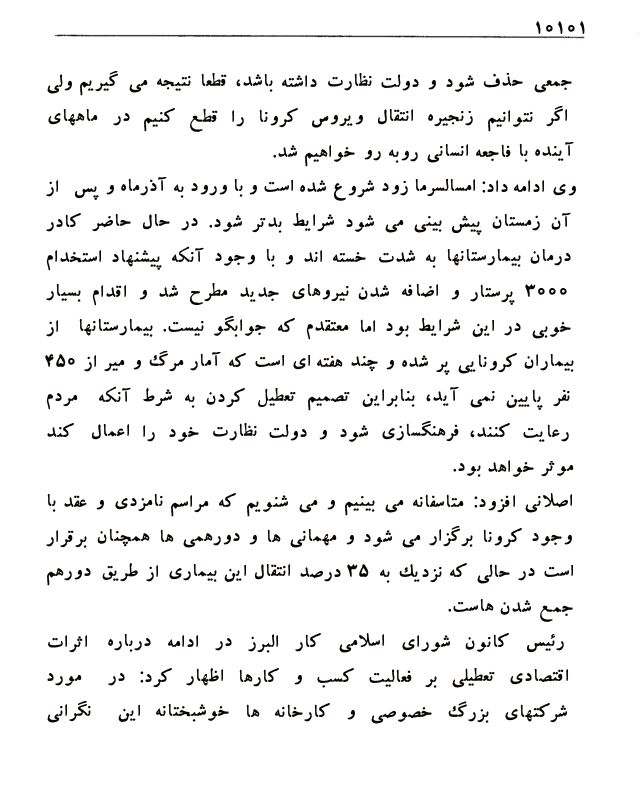 ۱۰۱۰۱
جمعی حذف شود و دولت نظارت داشته باشد، قطعا نتیجه می گیریم ولی
اگر نتوانیم زنجیره انتقال ویروس کرونا را قطع کنیم در ماههای
آینده با فاجعه انسانی روبه رو خواهیم شد.
وی ادامه داد: امسالسرما زود شروع شده است و با ورود به آذرماه و پس از
آن زمستان پیش بینی می شود شرایط بدتر شود. در حال حاضر کادر
درمان بیمارستانها به شدت خسته اند و با وجود آنکه پیشنهاد استخدام
۳۰۰۰ پرستار و اضافه شدن نیروهای جدید مطرح شد و اقدام بسیار
خوبی در این شرایط بود اما معتقدم که جوابگو نیست. بیمارستانها از
بیماران کرونایی پر شده و چند هفته ای است که آمار مرگ و میر از ۴۵۰
نفر پایین نمی آید، بنابراین تصمیم تعطیل کردن به شرط آنکه مردم
رعایت کنند، فرهنگسازی شود و دولت نظارت خود را اعمال کند
موثر خواهد بود.
اصلانی افزود: متاسفانه می بینیم و می شنویم که مراسم نامزدی و عقد با
وجود کرونا برگزار می شود و مهمانی ها و دورهمی ها همچنان برقرار
است در حالی که نزدیك به ۳۵ درصد انتقال این بیماری از طریق دورهم
جمع شدن هاست.
رئیس کانون شورای اسلامی کار البرز در ادامه درباره اثرات
اقتصادی تعطیلی بر فعالیت کسب و کارها اظهار کرد: در مورد
شرکتهای بزرگ خصوصی و کارخانه ها خوشبختانه این نگرانی